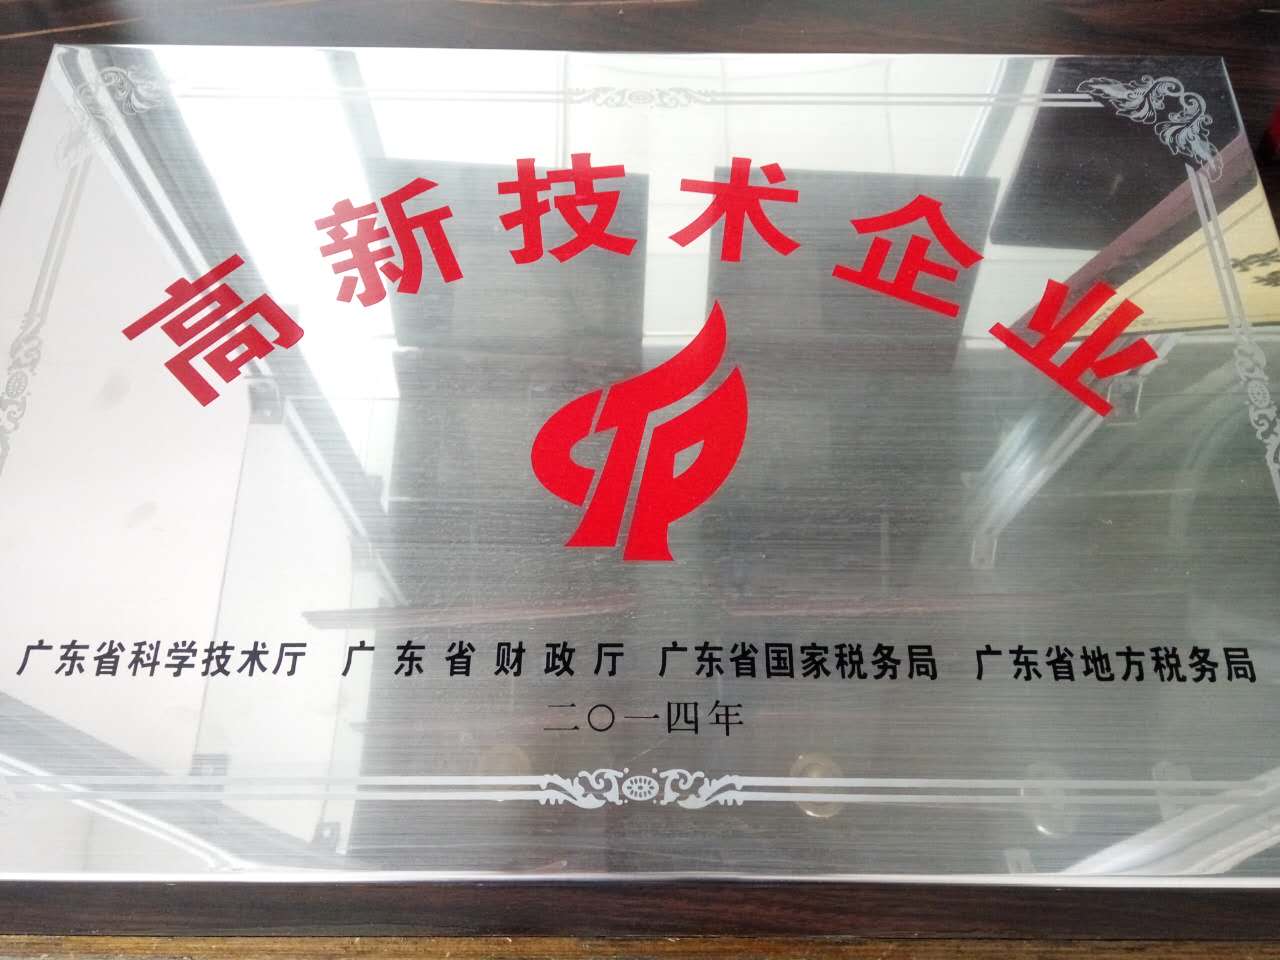 高新技术企业
广东省科学技术厅 广东省财政厅 广东省国家税务局 广东省地方税务局
二〇一四年